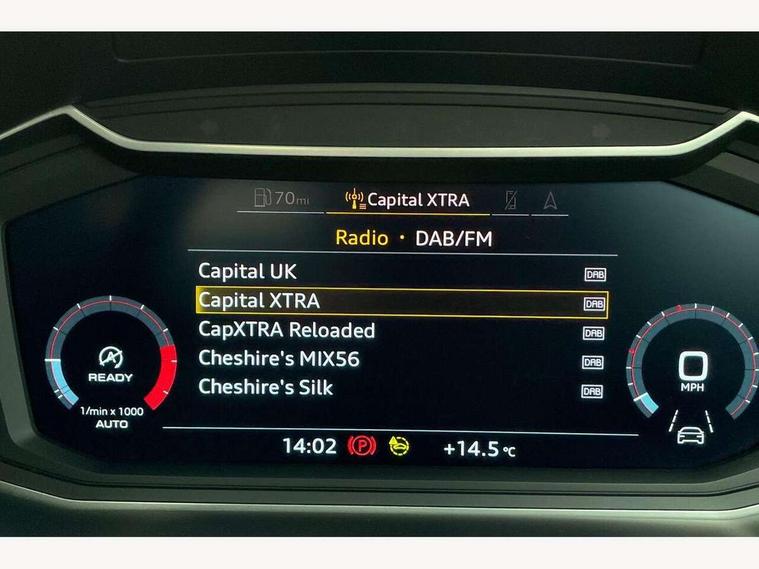 70mi Capital XTRA
Radio · DAB/FM
Capital UK DAB
Capital XTRA DAB
CapXTRA Reloaded DAB
Cheshire's MIX56 DAB
Cheshire's Silk DAB
A
READY
1/min x 1000
AUTO
0
MPH
14:02 P +14.5 °C